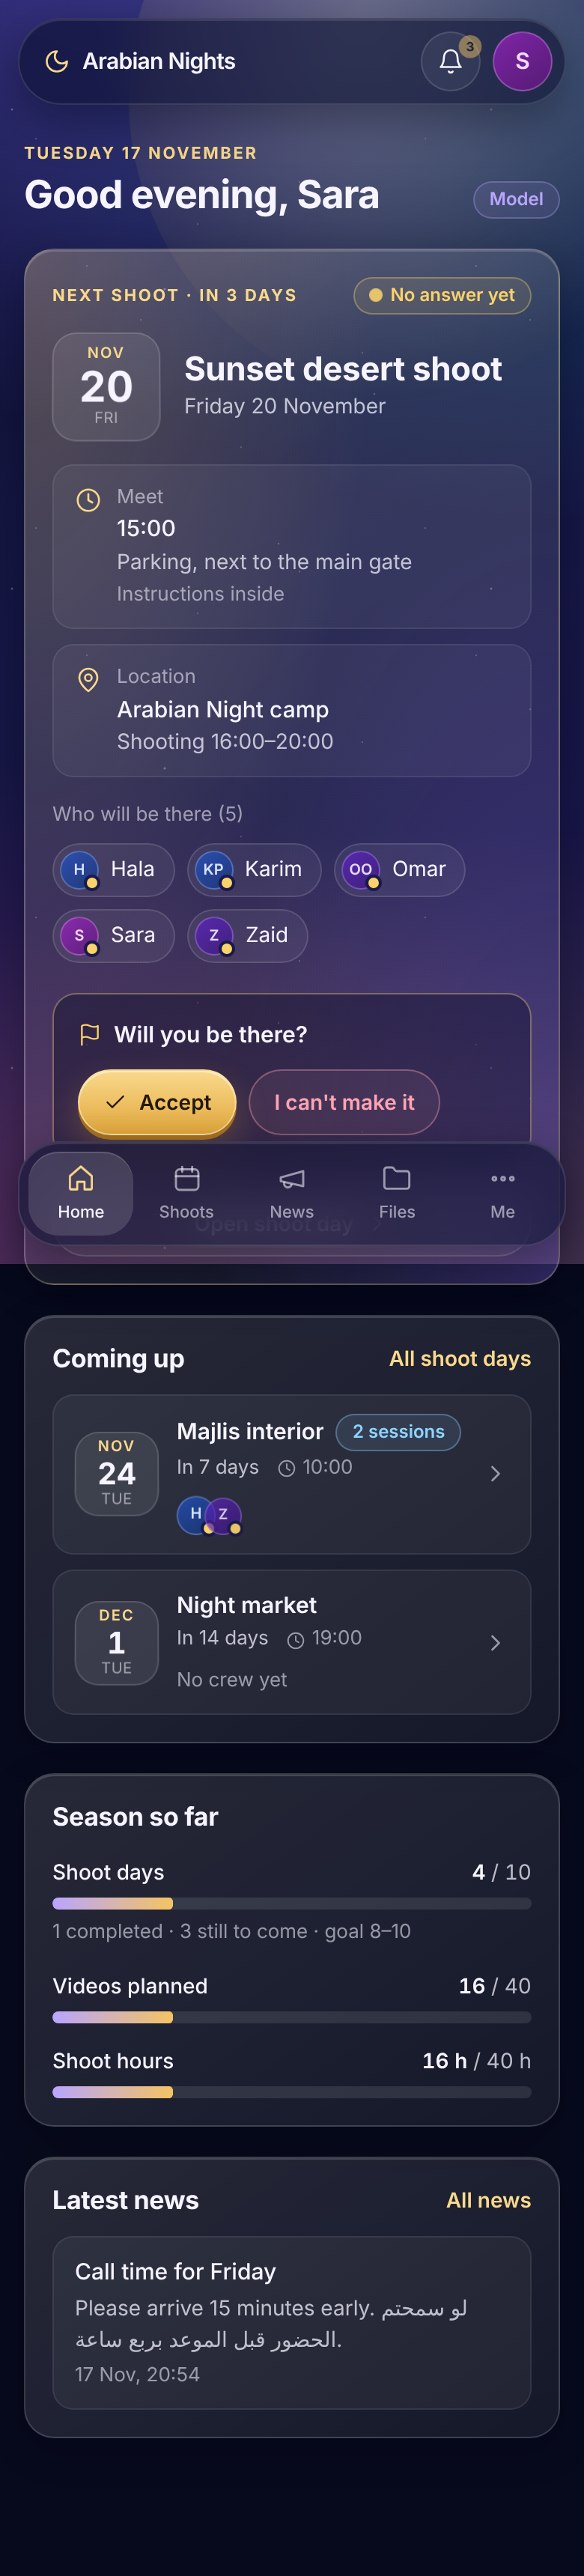 Arabian Nights
3
S
TUESDAY 17 NOVEMBER
Good evening, Sara
Model
NEXT SHOOT · IN 3 DAYS
No answer yet
NOV
20
FRI
Sunset desert shoot
Friday 20 November
Meet
15:00
Parking, next to the main gate
Instructions inside
Location
Arabian Night camp
Shooting 16:00–20:00
Who will be there (5)
H Hala
KP Karim
OO Omar
S Sara
Z Zaid
Will you be there?
Accept
I can't make it
Open shoot day
Home
Shoots
News
Files
Me
Coming up
All shoot days
NOV
24
TUE
Majlis interior
2 sessions
In 7 days
10:00
H Z
DEC
1
TUE
Night market
In 14 days
19:00
No crew yet
Season so far
Shoot days
4 / 10
1 completed · 3 still to come · goal 8–10
Videos planned
16 / 40
Shoot hours
16 h / 40 h
Latest news
All news
Call time for Friday
Please arrive 15 minutes early. لو سمحتم
الحضور قبل الموعد بربع ساعة.
17 Nov, 20:54